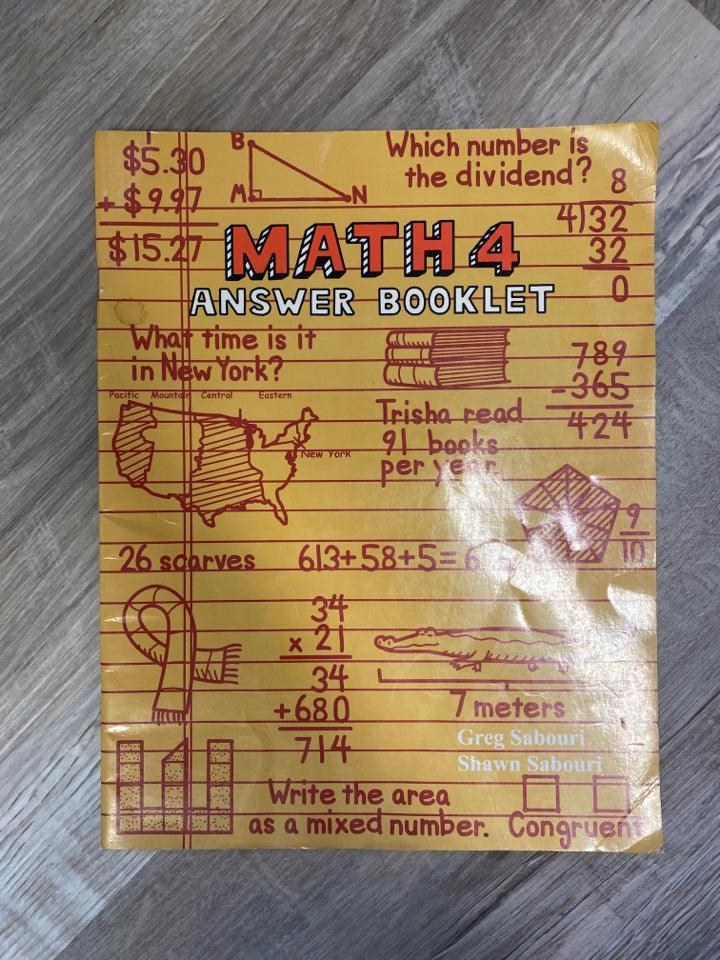 1
$5.30
+ $9.97
$15.27
B
M
N
Which number is
the dividend?
8
4)32
32
0
MATH 4
ANSWER BOOKLET
What time is it
in New York?
Pacific Mountain Central Eastern
New York
Trisha read
91 books
per year.
789
-365
424
9
10
26 scarves
613+58+5=
34
x 21
34
+680
714
7 meters
Greg Sabouri
Shawn Sabouri
Write the area
as a mixed number.
Congruent